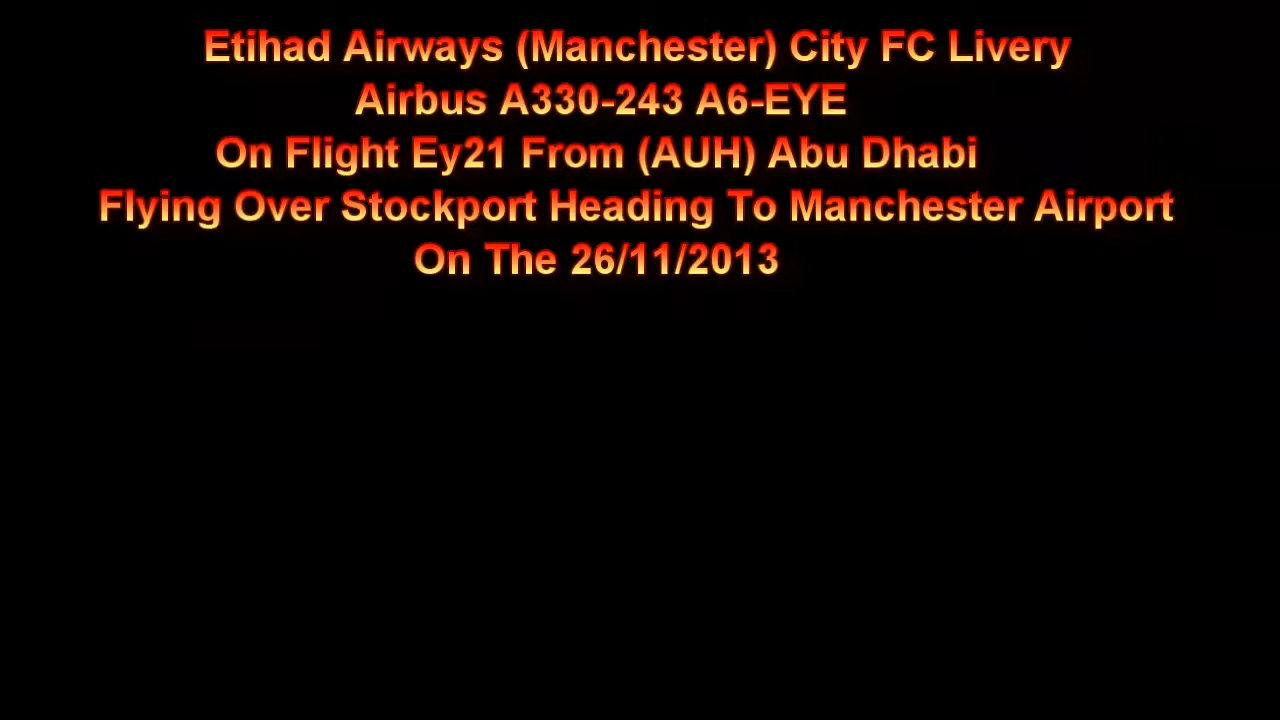 Etihad Airways (Manchester) City FC Livery
Airbus A330-243 A6-EYE
On Flight Ey21 From (AUH) Abu Dhabi
Flying Over Stockport Heading To Manchester Airport
On The 26/11/2013